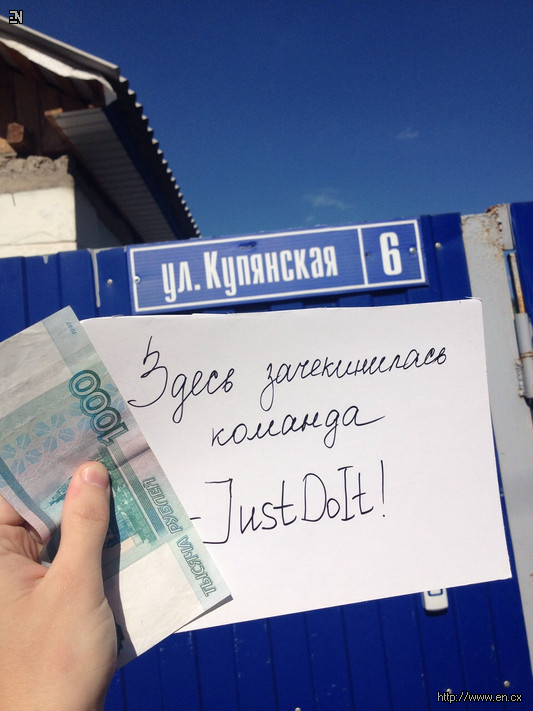 EN
ул. Купянская 6
Здесь зачекинилась
команда
JustDoIt!
1000
ТЫСЯЧА РУБЛЕЙ
http://www.en.cx